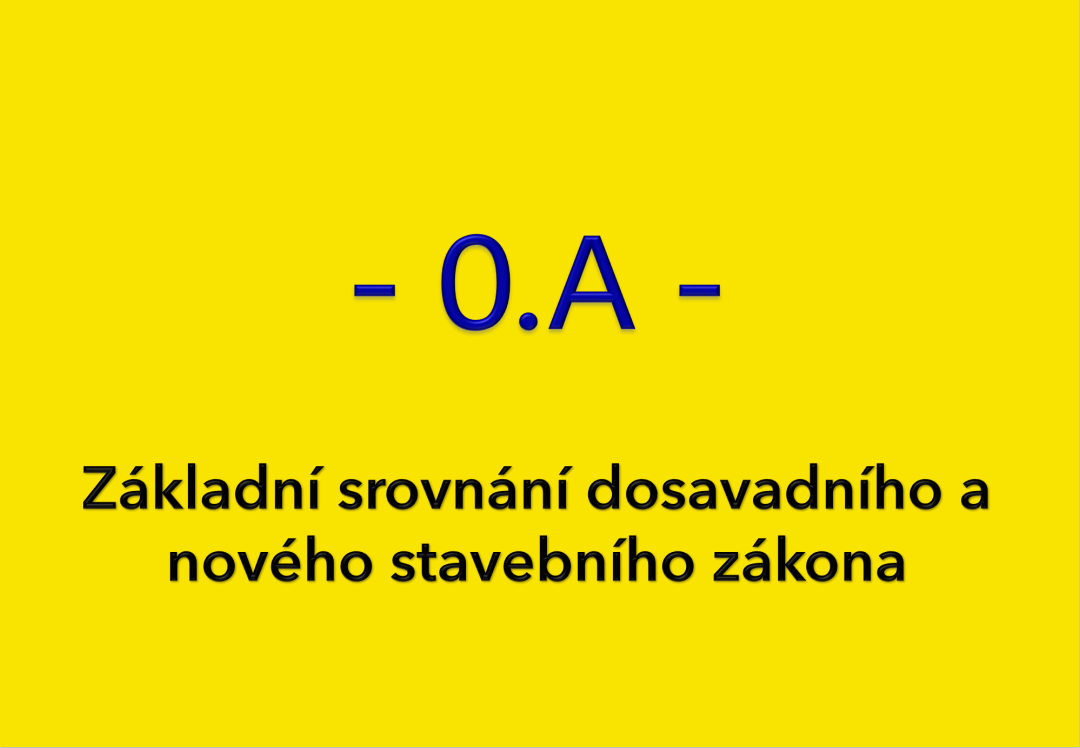 - 0.A -
Základní srovnání dosavadního a
nového stavebního zákona